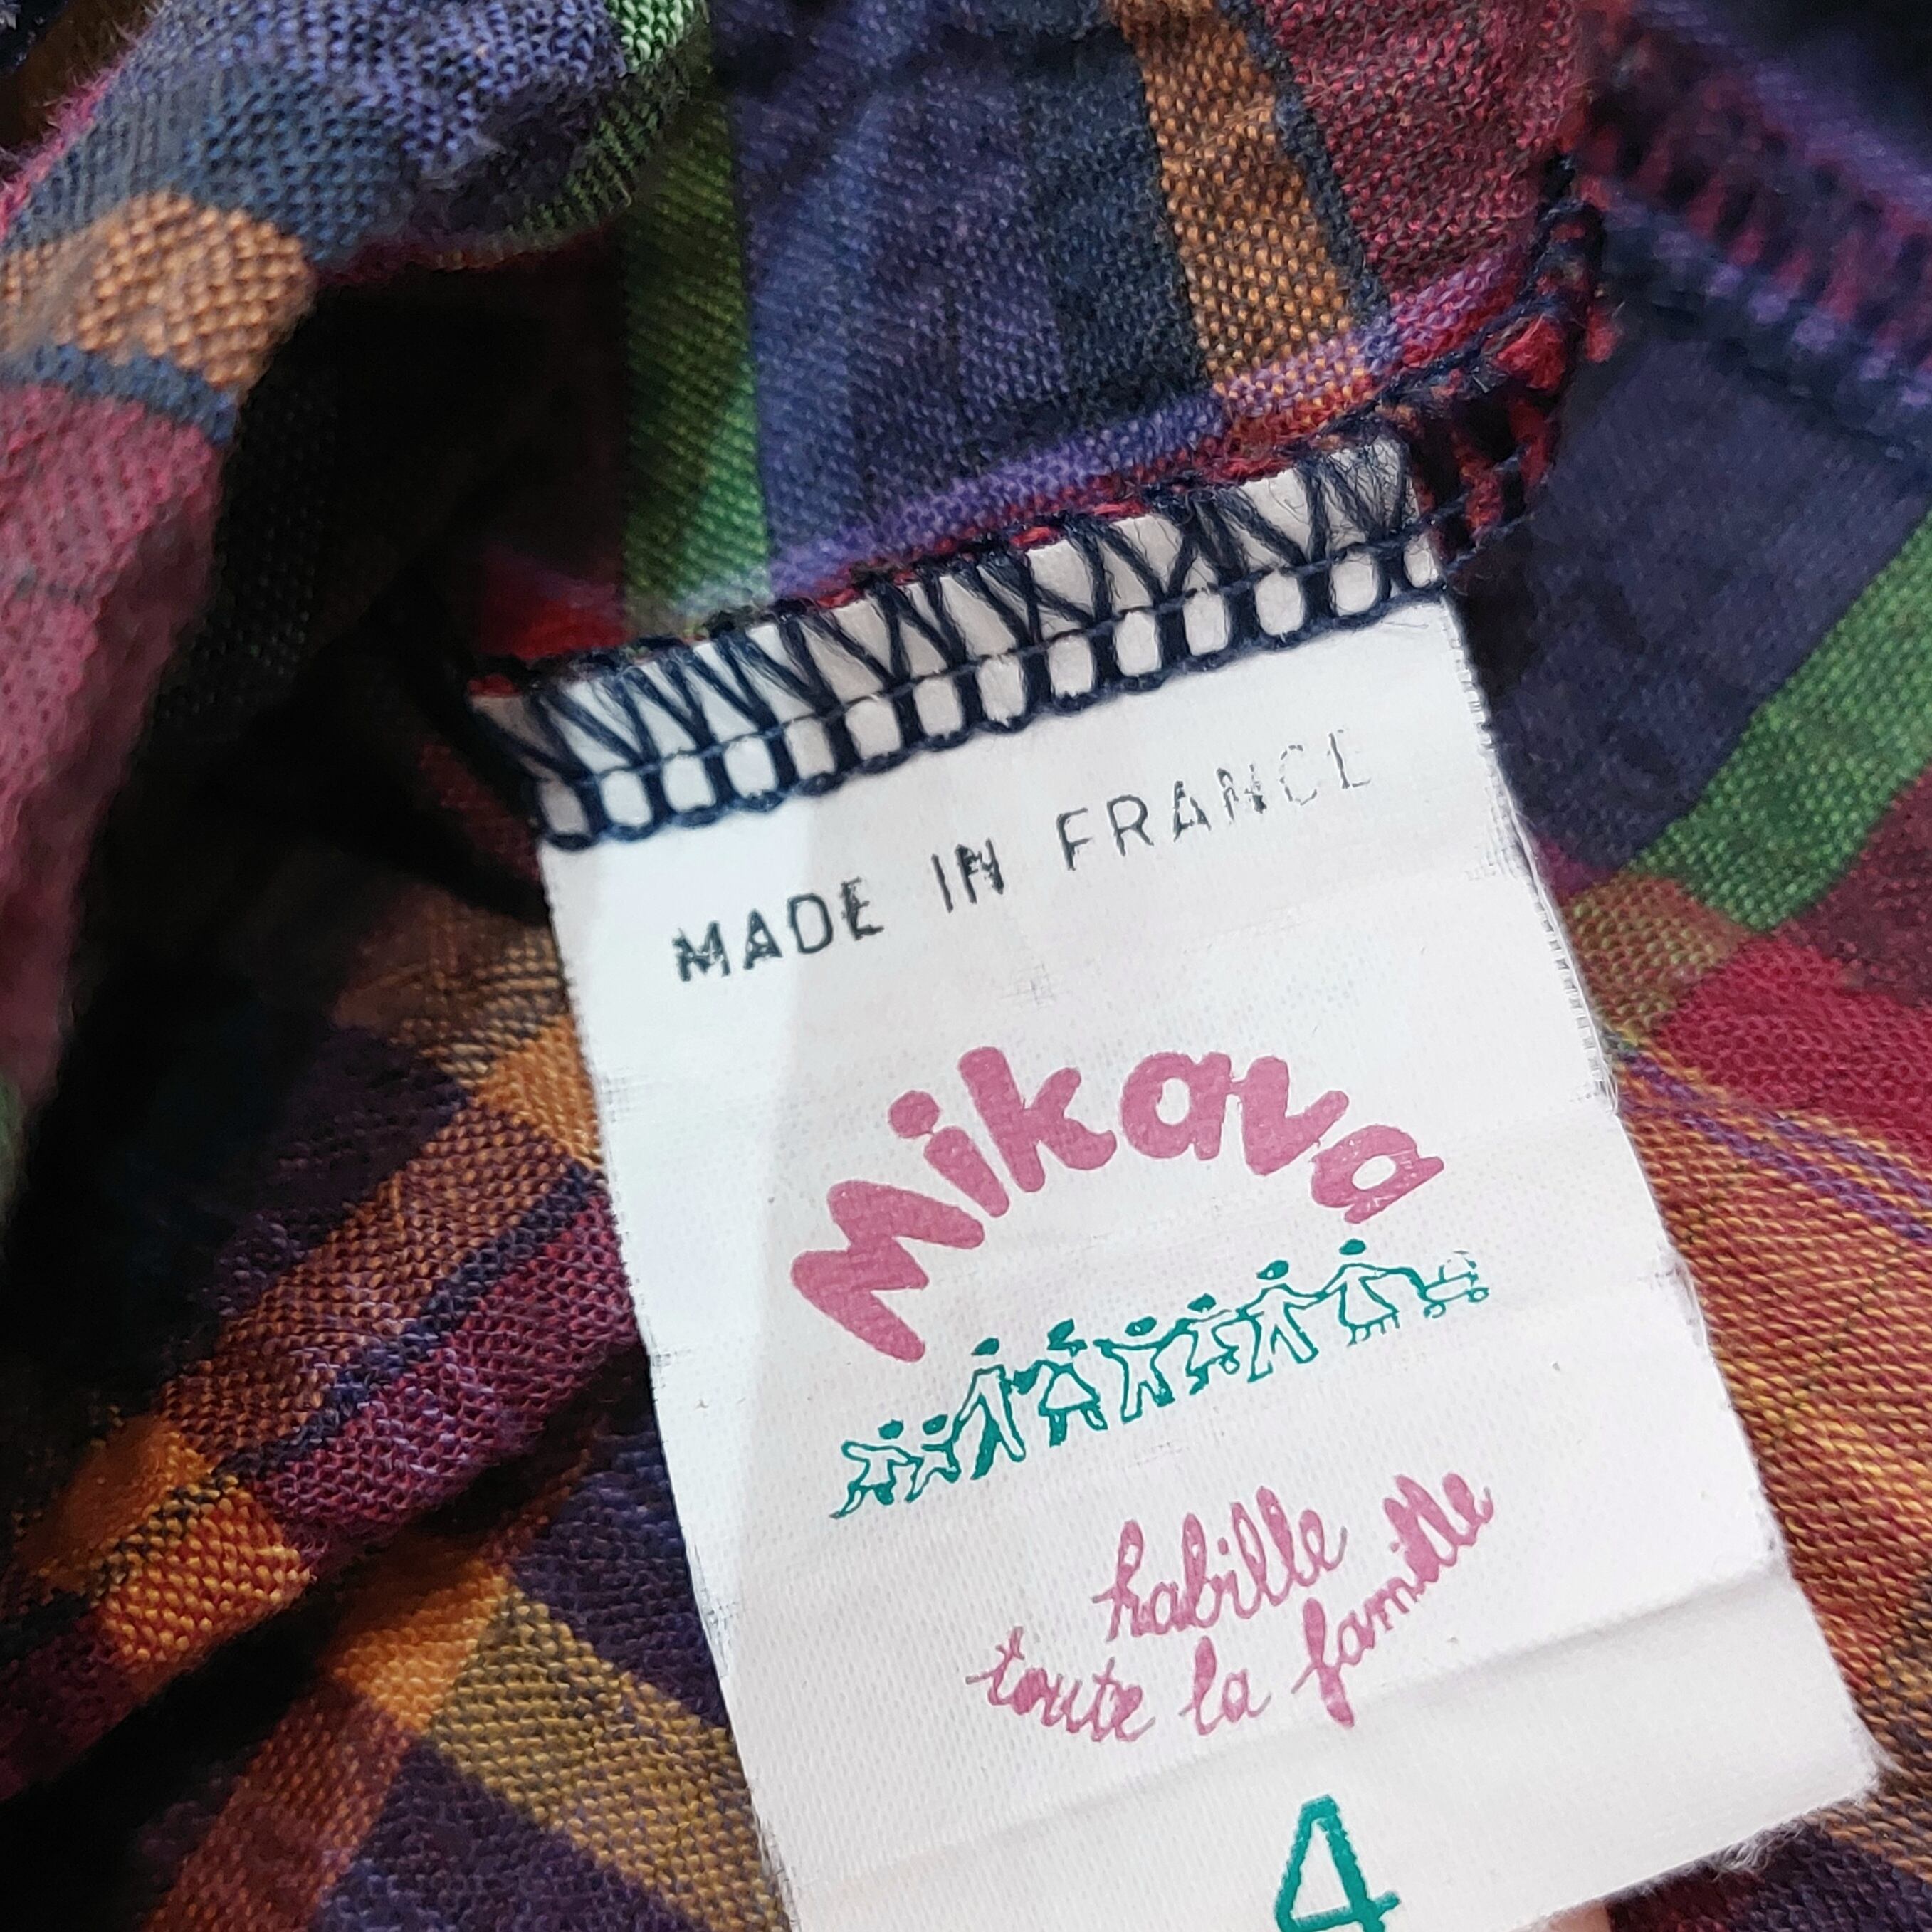 MADE IN FRANCE
Mikava
habille
toute la famille
4